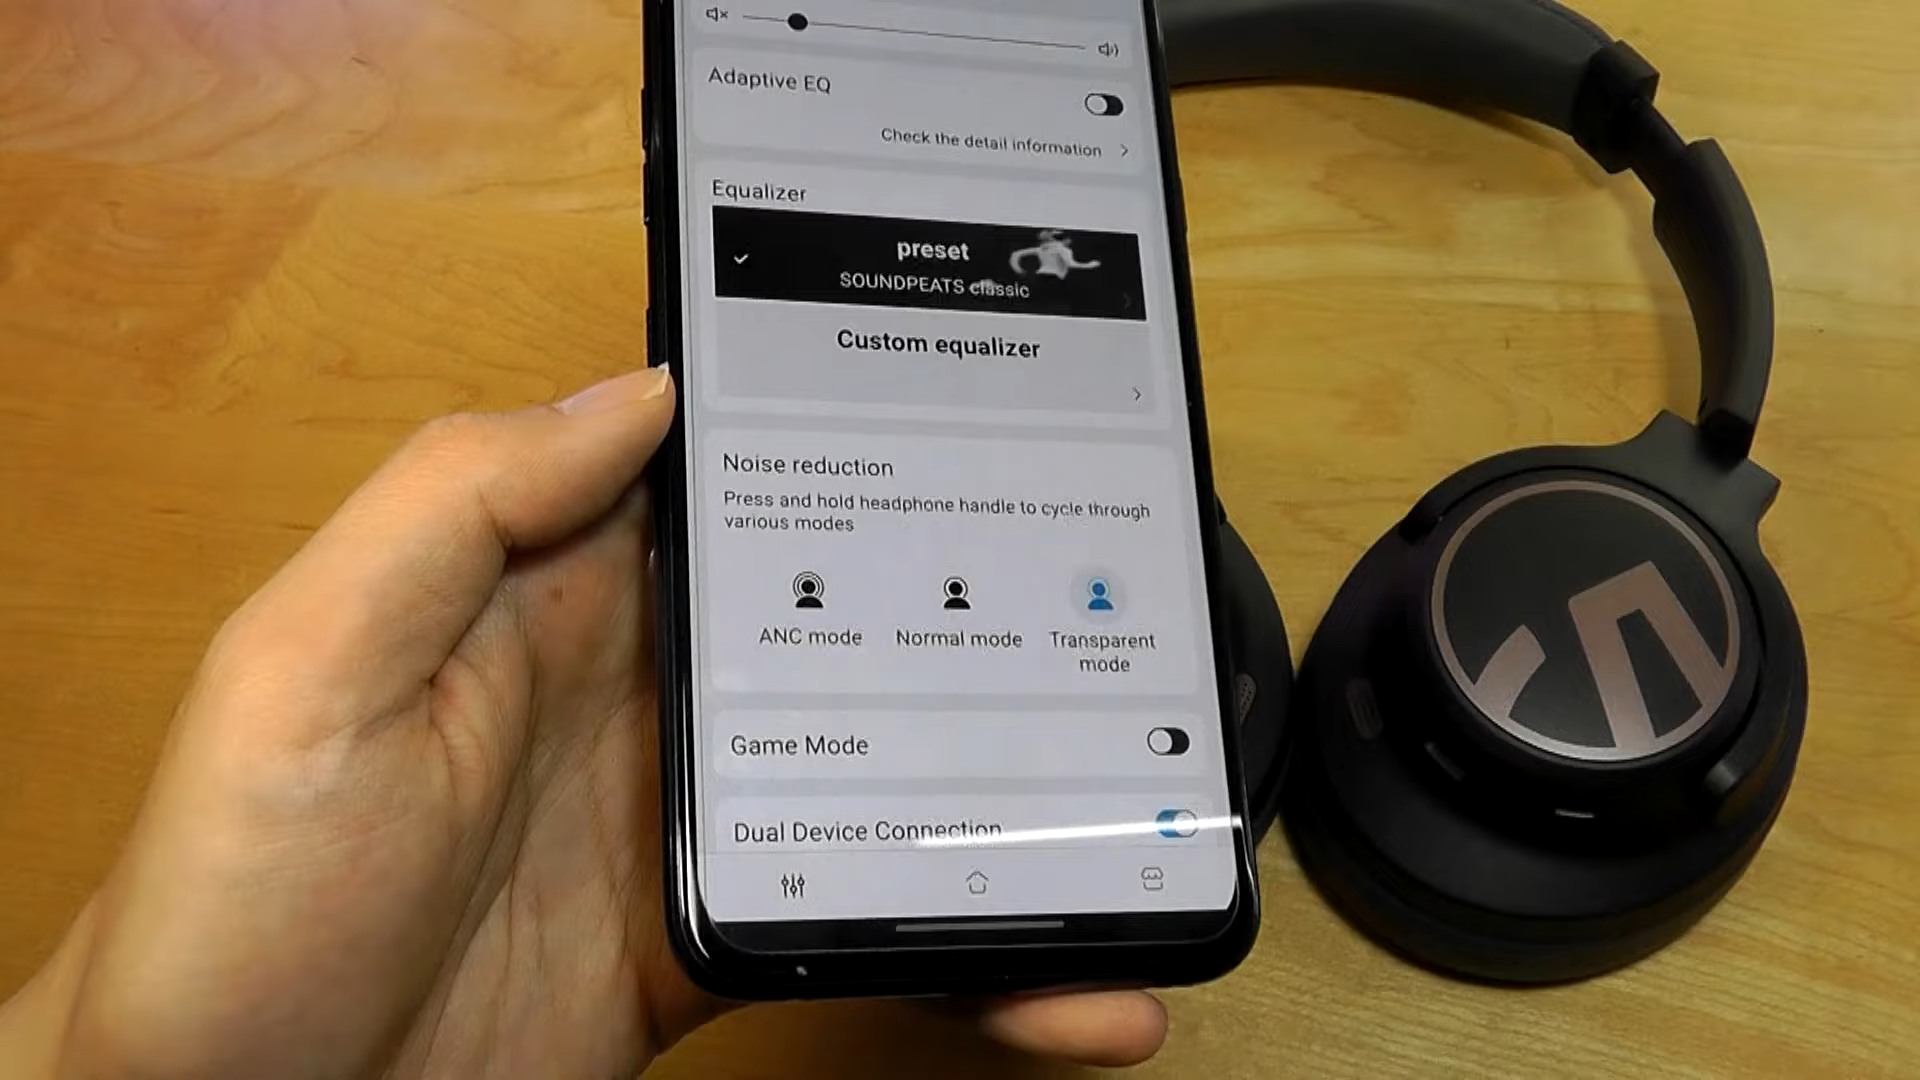 Adaptive EQ
Check the detail information
Equalizer
preset
SOUNDPEATS classic
Custom equalizer
Noise reduction
Press and hold headphone handle to cycle through
various modes
ANC mode
Normal mode
Transparent
mode
Game Mode
Dual Device Connection